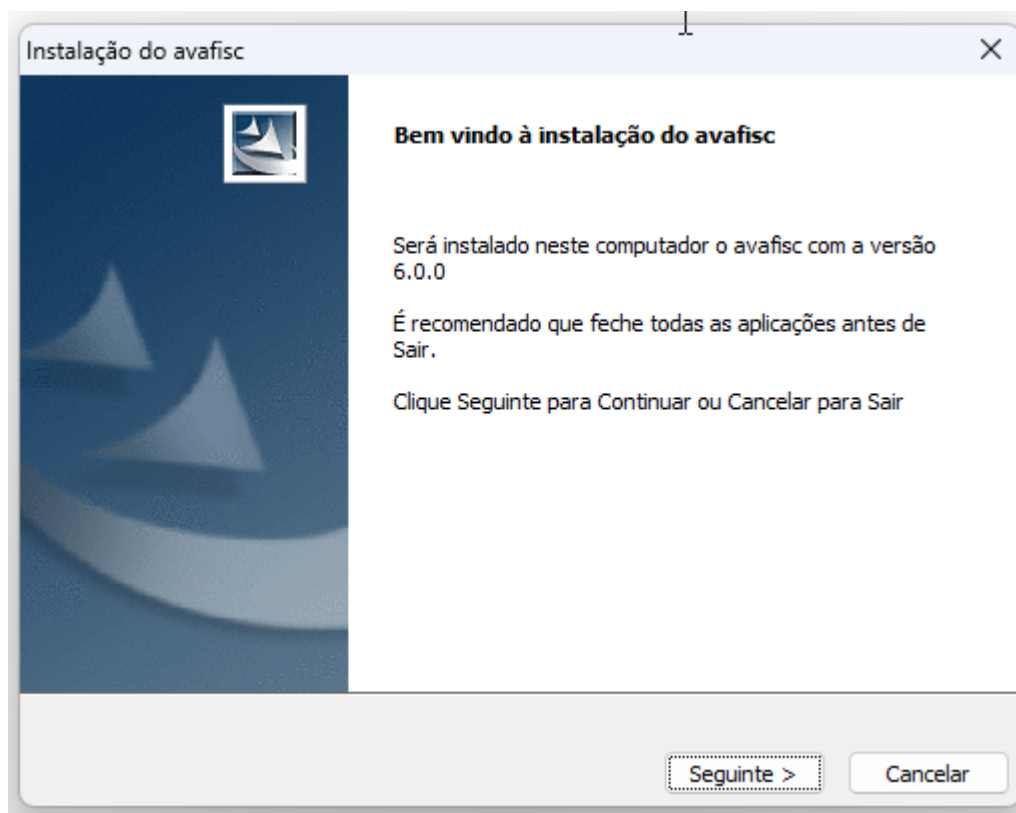 Instalação do avafisc
Bem vindo à instalação do avafisc
Será instalado neste computador o avafisc com a versão
6.0.0
É recomendado que feche todas as aplicações antes de
Sair.
Clique Seguinte para Continuar ou Cancelar para Sair
Seguinte >
Cancelar